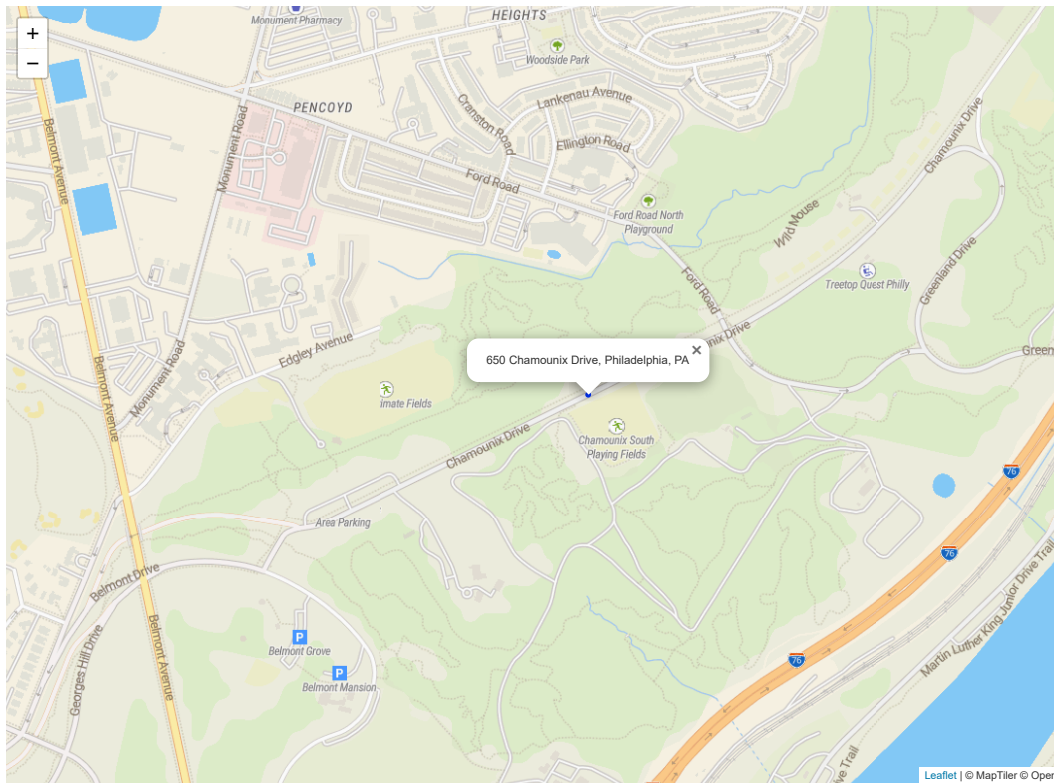 HEIGHTS
Monument Pharmacy
+
−
Woodside Park
PENCOYD
Lankenau Avenue
Cranston Road
Ellington Road
Chamounix Drive
Belmont Avenue
Monument Road
Ford Road
Ford Road North
Playground
Wild Mouse
Greenland Drive
Treetop Quest Philly
Ford Road
Edgley Avenue
650 Chamounix Drive, Philadelphia, PA
×
nix Drive
Green
Monument Road
Belmont Avenue
imate Fields
Chamounix Drive
Chamounix South
Playing Fields
76
Area Parking
76
Belmont Drive
Georges Hill Drive
Belmont Avenue
P
Belmont Grove
P
Belmont Mansion
76
Martin Luther King Junior Drive Trail
ve Trail
Leaflet | © MapTiler © Open